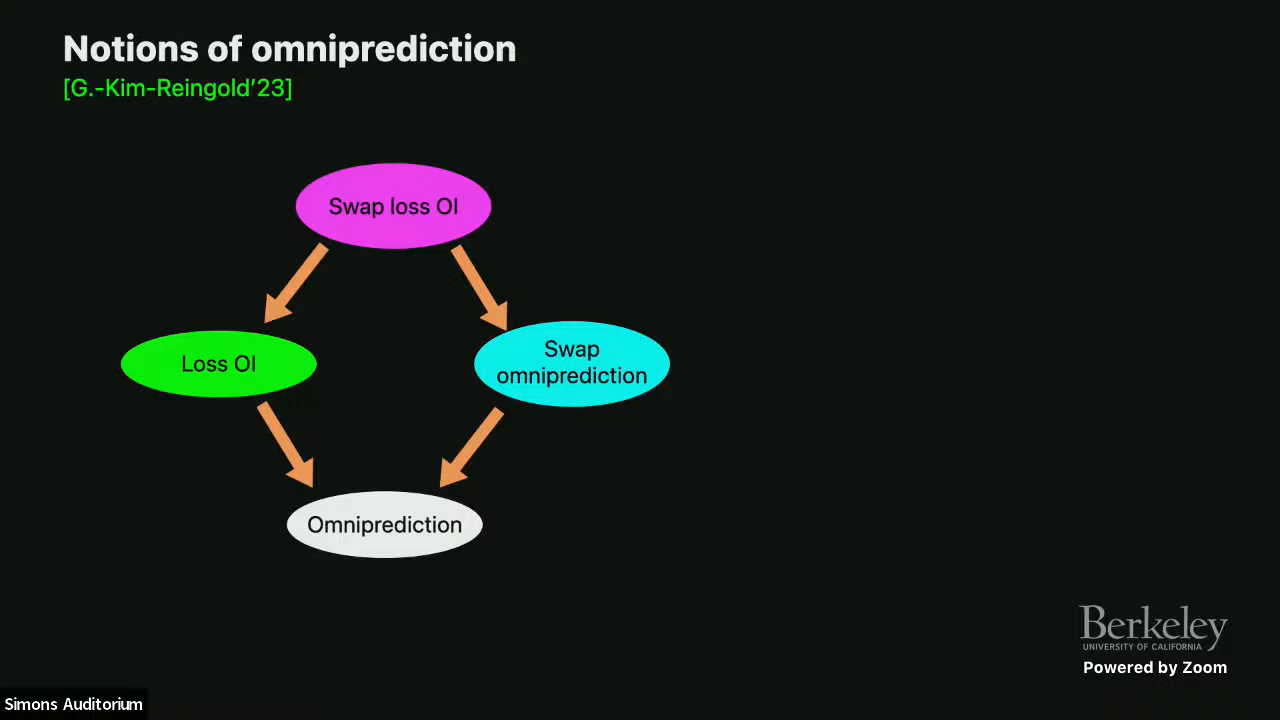 Notions of omniprediction
[G.-Kim-Reingold’23]
Swap loss OI
Loss OI
Swap
omniprediction
Omniprediction
Berkeley
UNIVERSITY OF CALIFORNIA
Powered by Zoom
Simons Auditorium